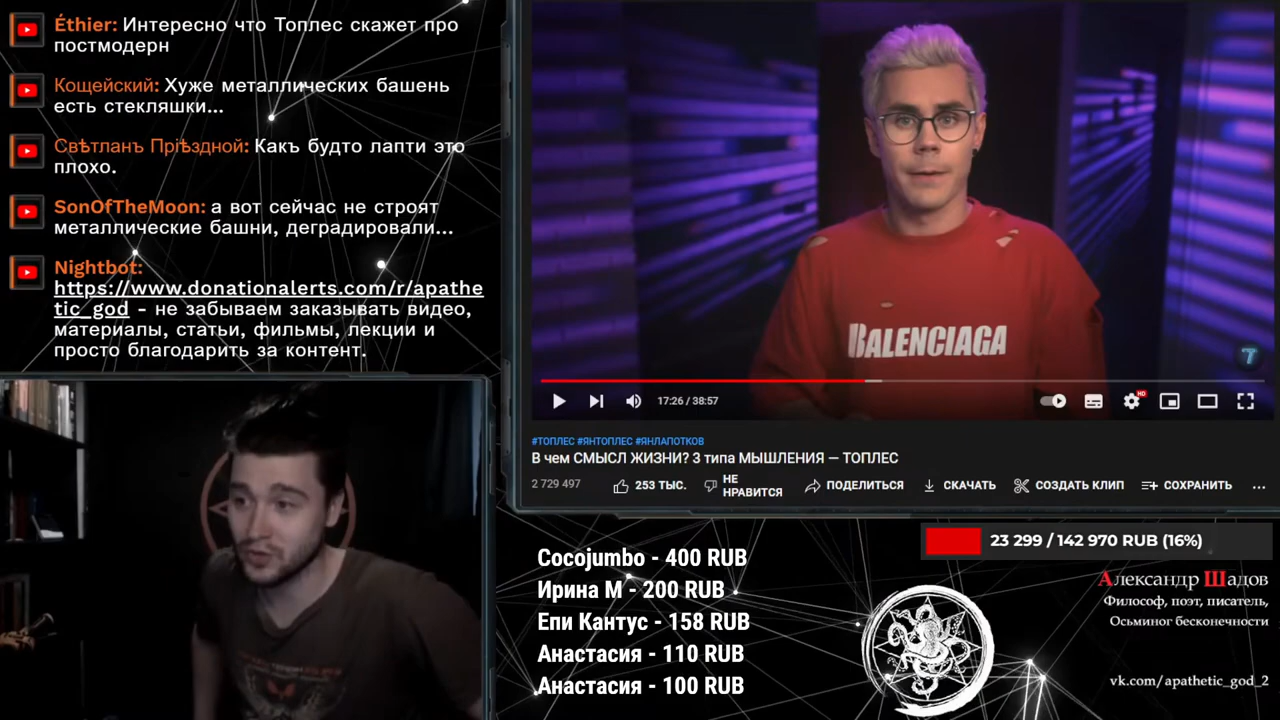 Éthier: Интересно что Топлес скажет про
постмодерн
Кощейский: Хуже металлических башень
есть стекляшки...
Свѣтланъ Прiѣздной: Какъ будто лапти это
плохо.
SonOfTheMoon: а вот сейчас не строят
металлические башни, деградировали...
Nightbot:
https://www.donationalerts.com/r/apathe
tic_god - не забываем заказывать видео,
материалы, статьи, фильмы, лекции и
просто благодарить за контент.
BALENCIAGA
17:26 / 38:57
HD
#ТОПЛЕС #ЯНТОПЛЕС #ЯНЛАПОТКОВ
В чем СМЫСЛ ЖИЗНИ? 3 типа МЫШЛЕНИЯ — ТОПЛЕС
2 729 497
253 ТЫС.
НЕ
НРАВИТСЯ
ПОДЕЛИТЬСЯ
СКАЧАТЬ
СОЗДАТЬ КЛИП
СОХРАНИТЬ
...
Cocojumbo - 400 RUB
Ирина М - 200 RUB
Епи Кантус - 158 RUB
Анастасия - 110 RUB
Анастасия - 100 RUB
23 299 / 142 970 RUB (16%)
Александр Шадов
Философ, поэт, писатель,
Осьминог бесконечности
vk.com/apathetic_god_2